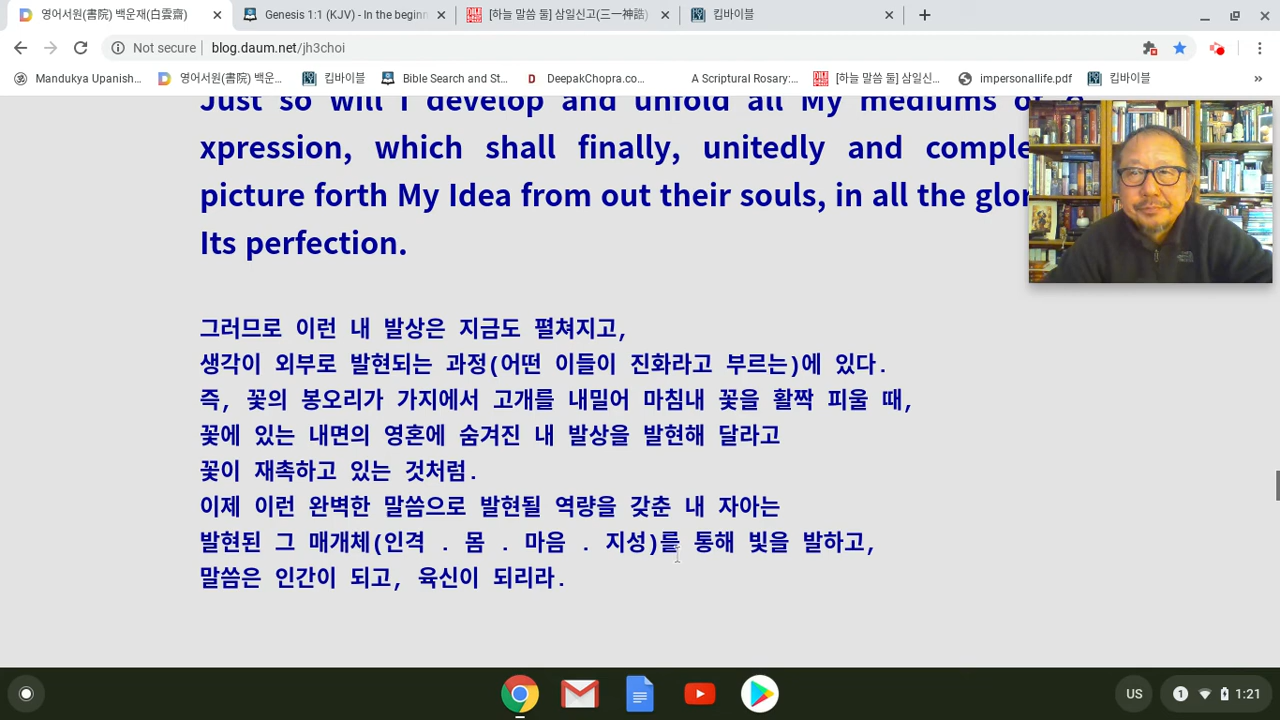 영어서원(書院) 백운재(白雲齋)
Genesis 1:1 (KJV) - In the beginn
[하늘 말씀 둘] 삼일신고(三一神誥)
킵바이블
Not secure
blog.daum.net/jh3choi
Mandukya Upanish...
영어서원(書院) 백운...
킵바이블
Bible Search and St...
DeepakChopra.co...
A Scriptural Rosary:...
[하늘 말씀 둘] 삼일신...
impersonallife.pdf
킵바이블
»
Just so will I develop and unfold all My mediums of
xpression, which shall finally, unitedly and comple
picture forth My Idea from out their souls, in all the glor
Its perfection.
그러므로 이런 내 발상은 지금도 펼쳐지고,
생각이 외부로 발현되는 과정(어떤 이들이 진화라고 부르는)에 있다.
즉, 꽃의 봉오리가 가지에서 고개를 내밀어 마침내 꽃을 활짝 피울 때,
꽃에 있는 내면의 영혼에 숨겨진 내 발상을 발현해 달라고
꽃이 재촉하고 있는 것처럼.
이제 이런 완벽한 말씀으로 발현될 역량을 갖춘 내 자아는
발현된 그 매개체(인격 . 몸 . 마음 . 지성)를 통해 빛을 발하고,
말씀은 인간이 되고, 육신이 되리라.
US
1
1:21